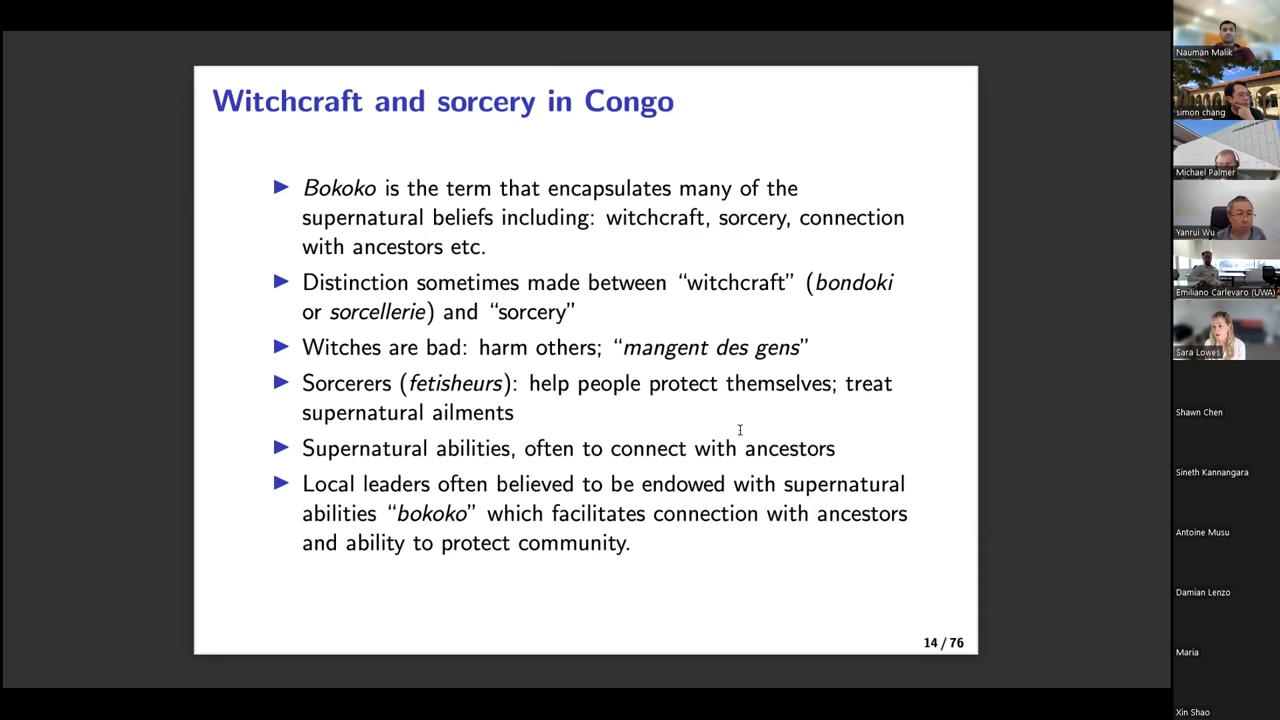 Witchcraft and sorcery in Congo
Bokoko is the term that encapsulates many of the
supernatural beliefs including: witchcraft, sorcery, connection
with ancestors etc.
Distinction sometimes made between “witchcraft” (bondoki
or sorcellerie) and “sorcery”
Witches are bad: harm others; “mangent des gens”
Sorcerers (fetisheurs): help people protect themselves; treat
supernatural ailments
Supernatural abilities, often to connect with ancestors
Local leaders often believed to be endowed with supernatural
abilities “bokoko” which facilitates connection with ancestors
and ability to protect community.
14 / 76
Nauman Malik
simon chang
Michael Palmer
Yanrui Wu
Emiliano Carlevaro (UWA)
Sara Lowes
Shawn Chen
Sineth Kannangara
Antoine Musu
Damian Lenzo
Maria
Xin Shao